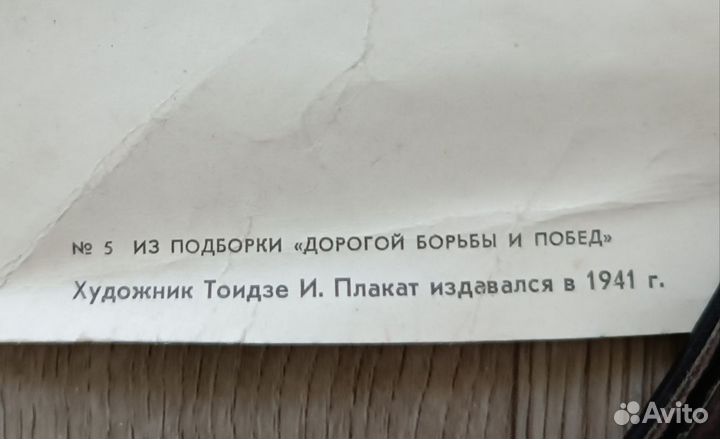 № 5 ИЗ ПОДБОРКИ «ДОРОГОЙ БОРЬБЫ И ПОБЕД»
Художник Тоидзе И. Плакат издавался в 1941 г.
Avito